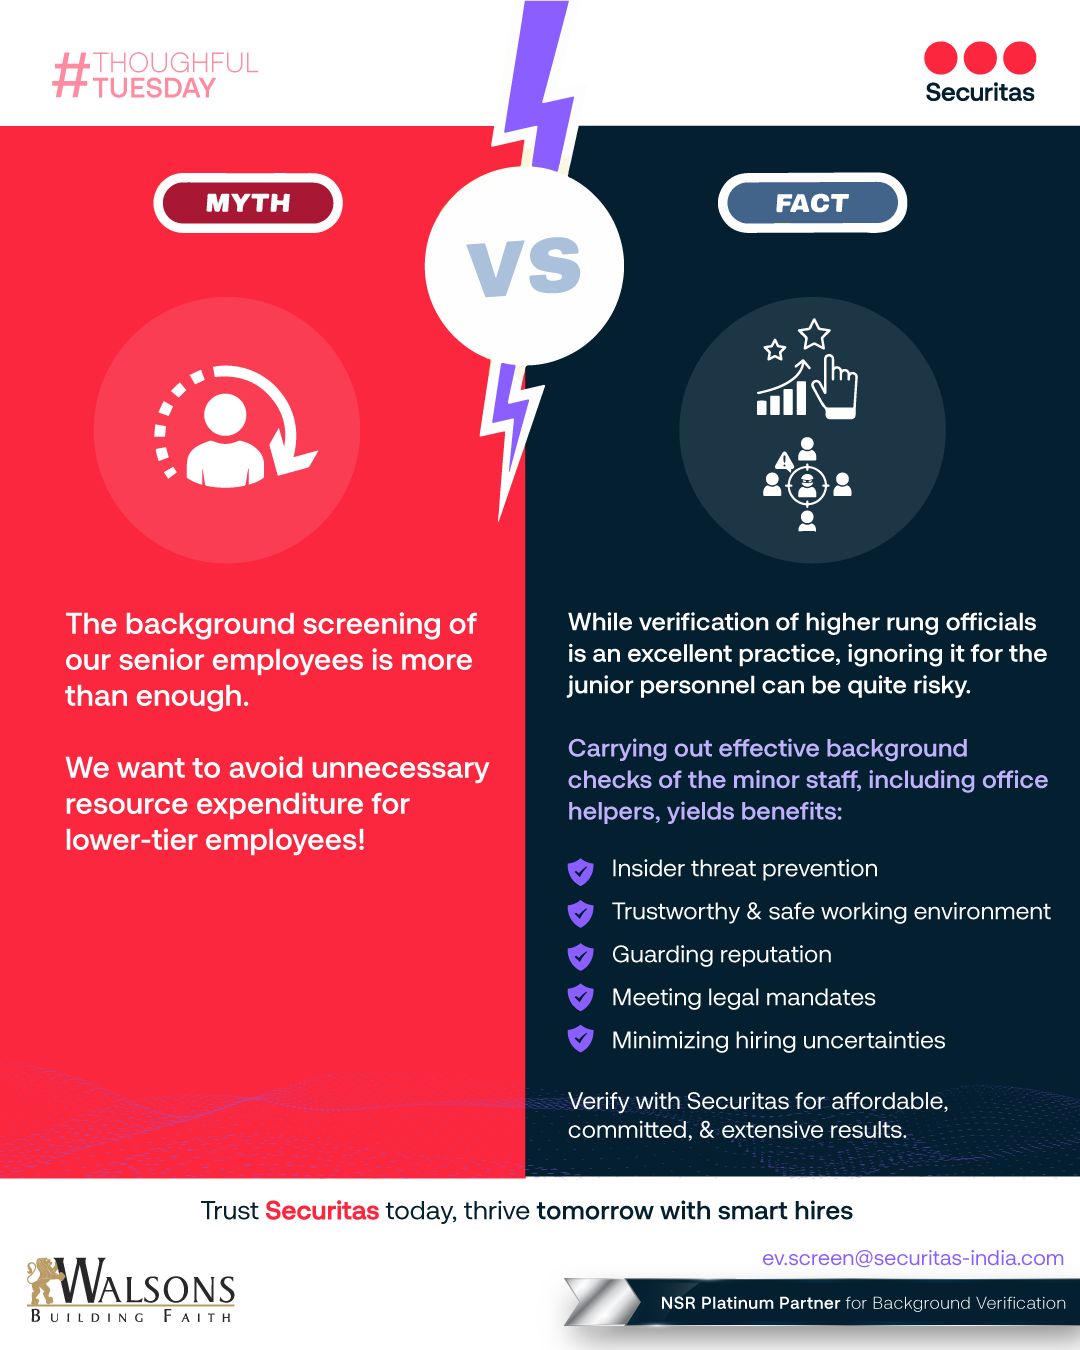 #THOUGHFUL
TUESDAY
Securitas
MYTH
VS
FACT
The background screening of
our senior employees is more
than enough.
We want to avoid unnecessary
resource expenditure for
lower-tier employees!
While verification of higher rung officials
is an excellent practice, ignoring it for the
junior personnel can be quite risky.
Carrying out effective background
checks of the minor staff, including office
helpers, yields benefits:
Insider threat prevention
Trustworthy & safe working environment
Guarding reputation
Meeting legal mandates
Minimizing hiring uncertainties
Verify with Securitas for affordable,
committed, & extensive results.
Trust Securitas today, thrive tomorrow with smart hires
ev.screen@securitas-india.com
WALSONS
BUILDING FAITH
NSR Platinum Partner for Background Verification